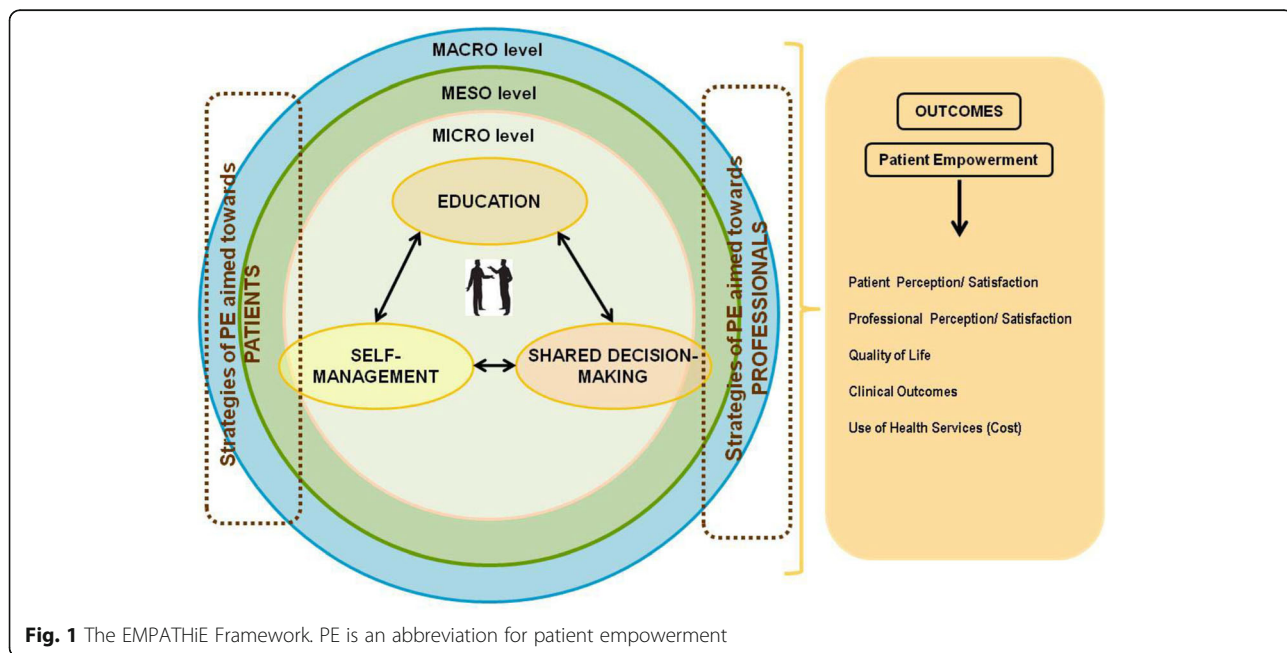 MACRO level
MESO level
MICRO level
EDUCATION
SELF-
MANAGEMENT
SHARED DECISION-
MAKING
Strategies of PE aimed towards
PATIENTS
Strategies of PE aimed towards
PROFESSIONALS
OUTCOMES
Patient Empowerment
Patient Perception/ Satisfaction
Professional Perception/ Satisfaction
Quality of Life
Clinical Outcomes
Use of Health Services (Cost)
Fig. 1 The EMPATHiE Framework. PE is an abbreviation for patient empowerment